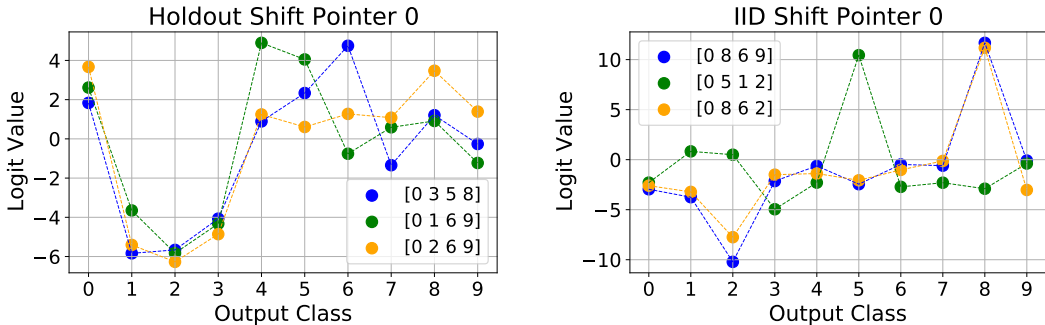 Holdout Shift Pointer 0
Logit Value
4
2
0
−2
−4
−6
[0 3 5 8]
[0 1 6 9]
[0 2 6 9]
0 1 2 3 4 5 6 7 8 9
Output Class
IID Shift Pointer 0
Logit Value
10
5
0
−5
−10
[0 8 6 9]
[0 5 1 2]
[0 8 6 2]
0 1 2 3 4 5 6 7 8 9
Output Class